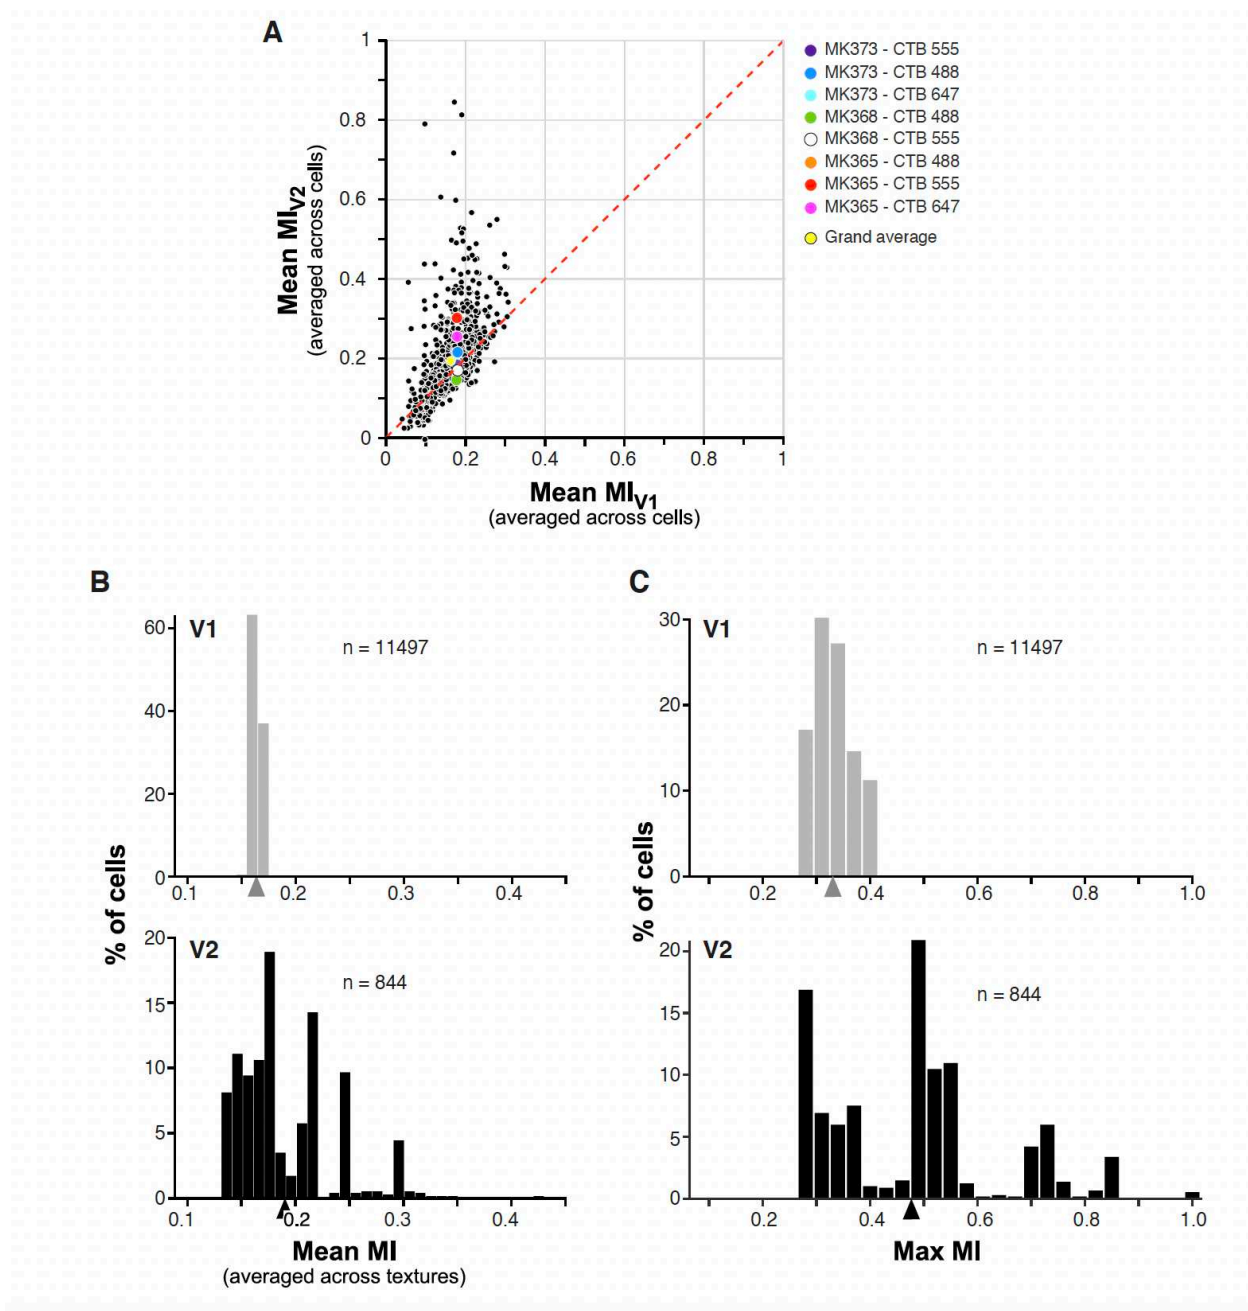 A
1
0.8
0.6
0.4
0.2
0
0 0.2 0.4 0.6 0.8 1
Mean MIV2
(averaged across cells)
Mean MIV1
(averaged across cells)
MK373 - CTB 555
MK373 - CTB 488
MK373 - CTB 647
MK368 - CTB 488
MK368 - CTB 555
MK365 - CTB 488
MK365 - CTB 555
MK365 - CTB 647
Grand average
B
V1
n = 11497
60
40
20
0
0.1 0.2 0.3 0.4
% of cells
V2
n = 844
20
15
10
5
0
0.1 0.2 0.3 0.4
Mean MI
(averaged across textures)
C
V1
n = 11497
30
20
10
0
0.2 0.4 0.6 0.8 1.0
% of cells
V2
n = 844
20
15
10
5
0
0.2 0.4 0.6 0.8 1.0
Max MI